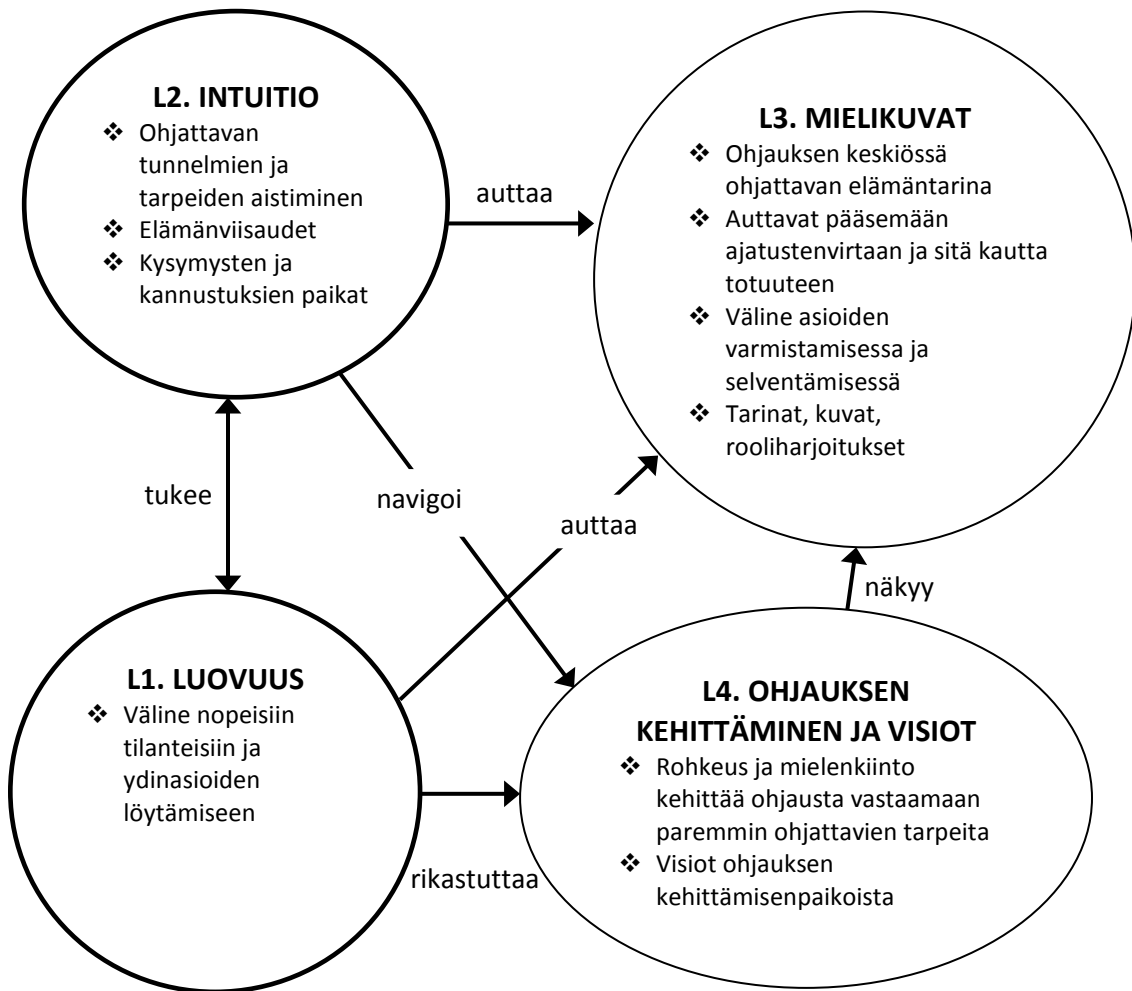 L2. INTUITIO
❖ Ohjattavan
tunnelmien ja
tarpeiden aistiminen
❖ Elämänviisaudet
❖ Kysymysten ja
kannustuksien paikat
auttaa
L3. MIELIKUVAT
❖ Ohjauksen keskiössä
ohjattavan elämäntarina
❖ Auttavat pääsemään
ajatustenvirtaan ja sitä kautta
totuuteen
❖ Väline asioiden
varmistamisessa ja
selventämisessä
❖ Tarinat, kuvat,
rooliharjoitukset
tukee
navigoi
auttaa
näkyy
L1. LUOVUUS
❖ Väline nopeisiin
tilanteisiin ja
ydinasioiden
löytämiseen
rikastuttaa
L4. OHJAUKSEN
KEHITTÄMINEN JA VISIOT
❖ Rohkeus ja mielenkiinto
kehittää ohjausta vastaamaan
paremmin ohjattavien tarpeita
❖ Visiot ohjauksen
kehittämisenpaikoista